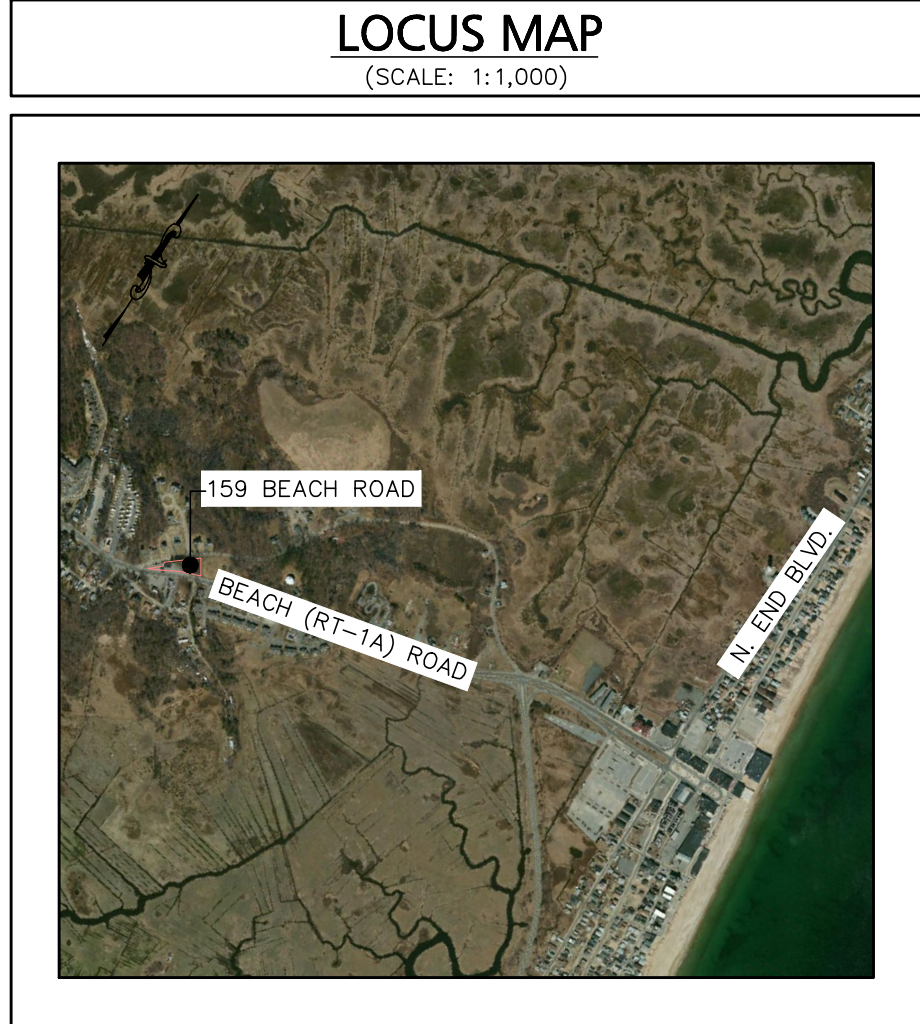 LOCUS MAP
(SCALE: 1:1,000)
159 BEACH ROAD
BEACH (RT-1A) ROAD
N. END BLVD.